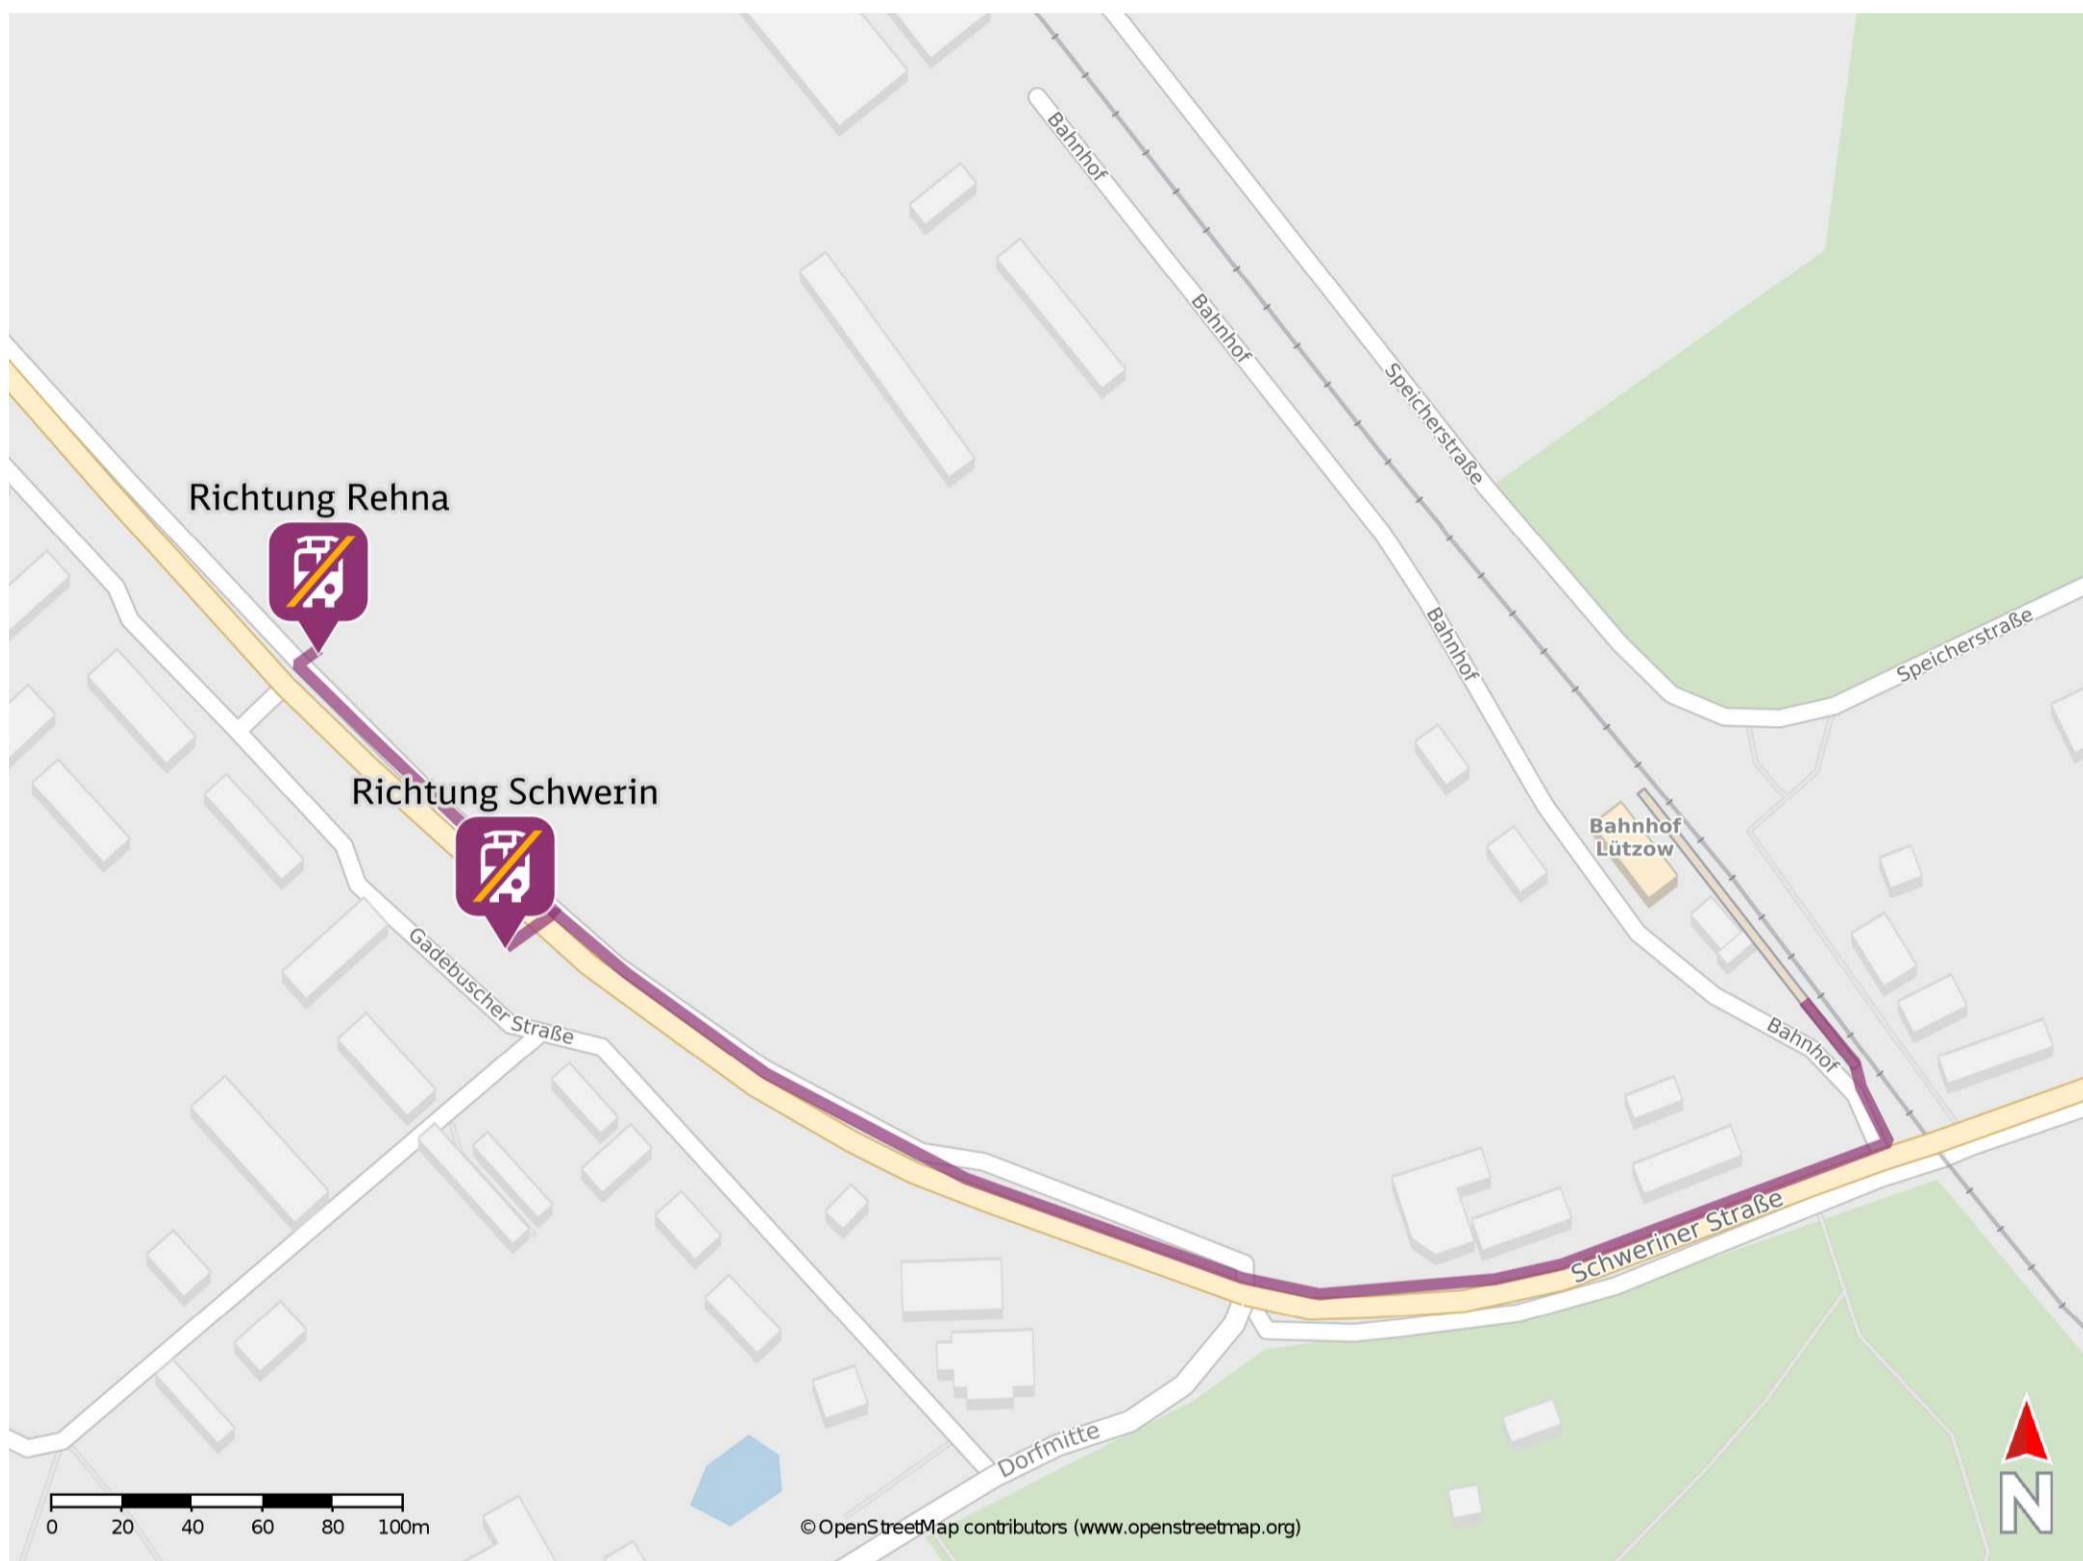 Bahnhof
Bahnhof
Speicherstraße
Richtung Rehna
Bahnhof
Speicherstraße
Richtung Schwerin
Bahnhof
Lützow
Gadebuscher Straße
Bahnhof
Schweriner Straße
Dorfmitte
0 20 40 60 80 100m
© OpenStreetMap contributors (www.openstreetmap.org)
N